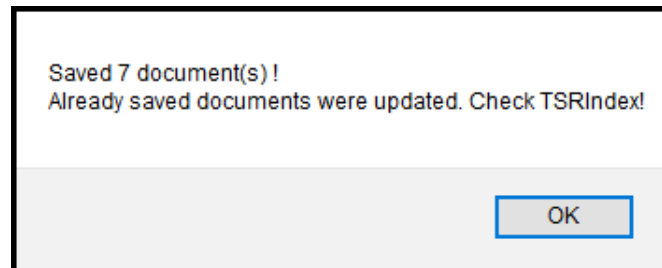 Saved 7 document(s) !
Already saved documents were updated. Check TSRIndex!
OK